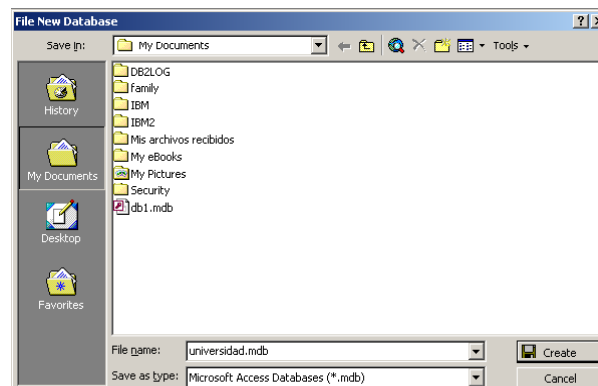 File New Database
Save in: My Documents Tools
History
My Documents
Desktop
Favorites
DB2LOG
family
IBM
IBM2
Mis archivos recibidos
My eBooks
My Pictures
Security
db1.mdb
File name: universidad.mdb Create
Save as type: Microsoft Access Databases (*.mdb) Cancel